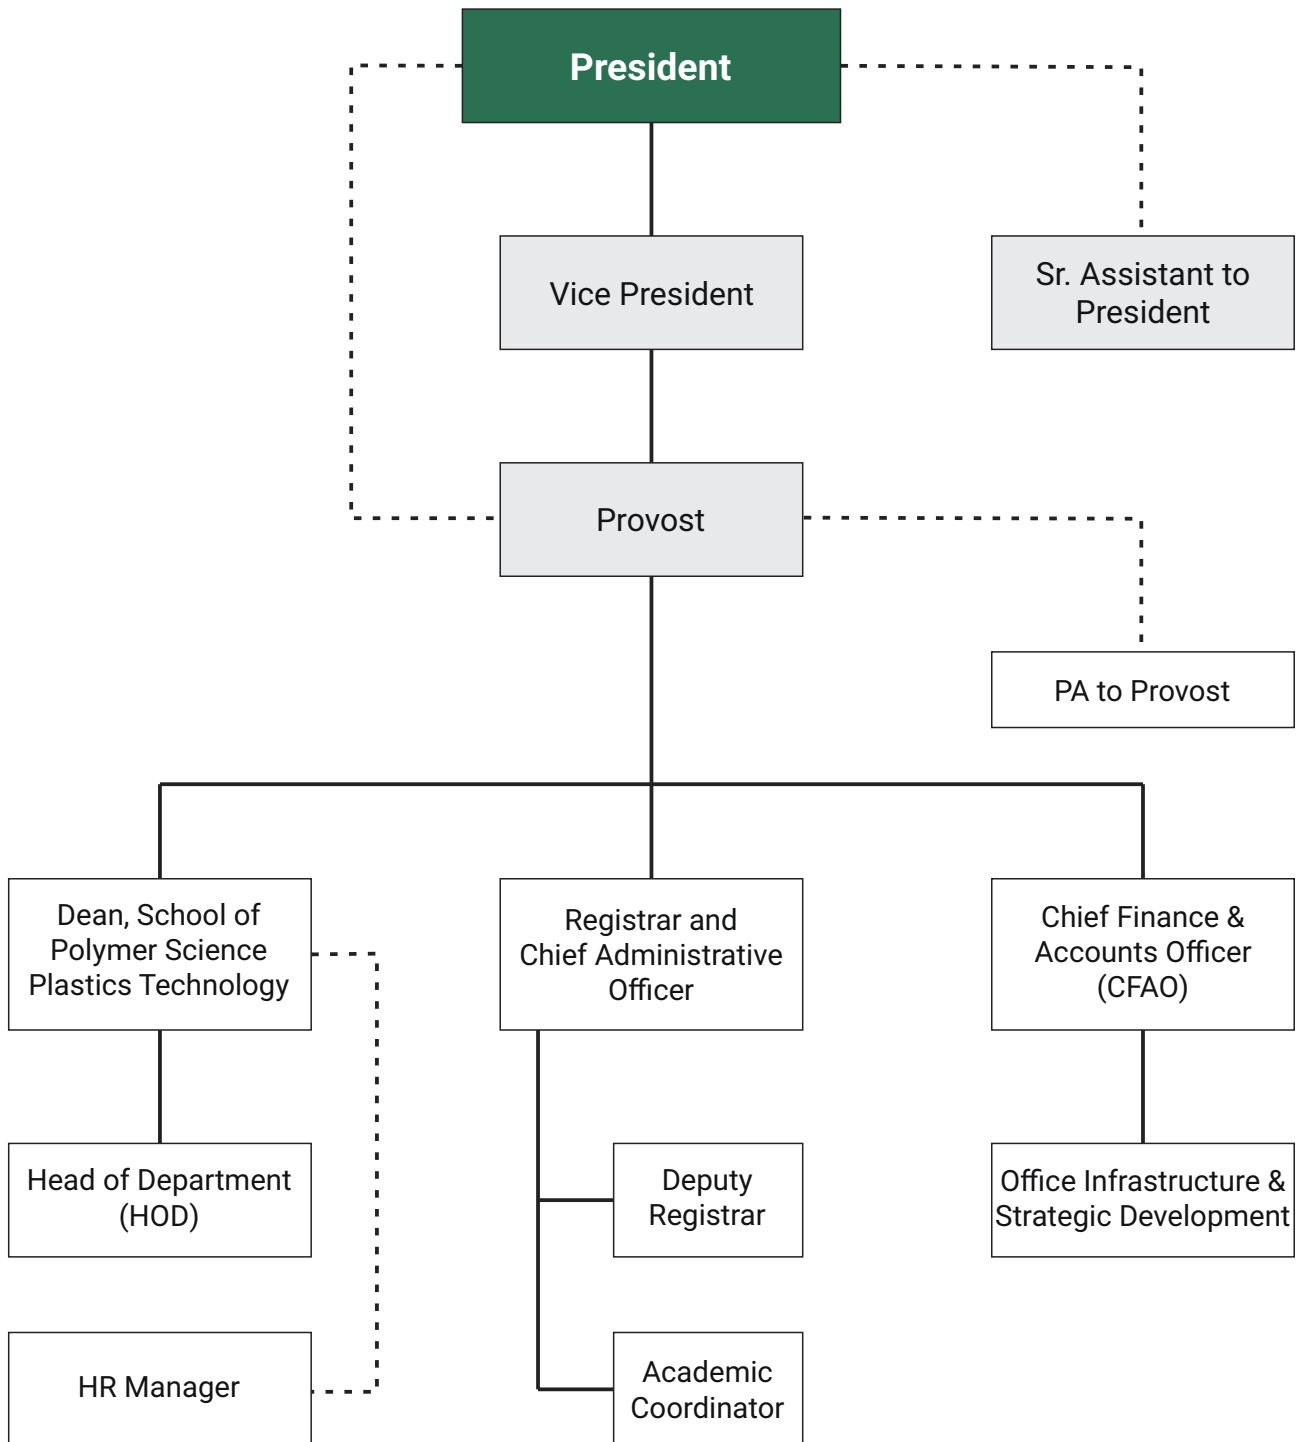 President
Vice President
Sr. Assistant to
President
Provost
PA to Provost
Dean, School of
Polymer Science
Plastics Technology
Registrar and
Chief Administrative
Officer
Chief Finance &
Accounts Officer
(CFAO)
Head of Department
(HOD)
Deputy
Registrar
Office Infrastructure &
Strategic Development
HR Manager
Academic
Coordinator